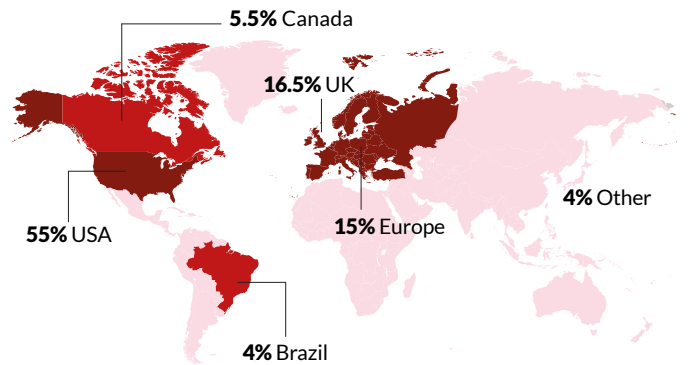 5.5% Canada
16.5% UK
4% Other
55% USA
15% Europe
4% Brazil